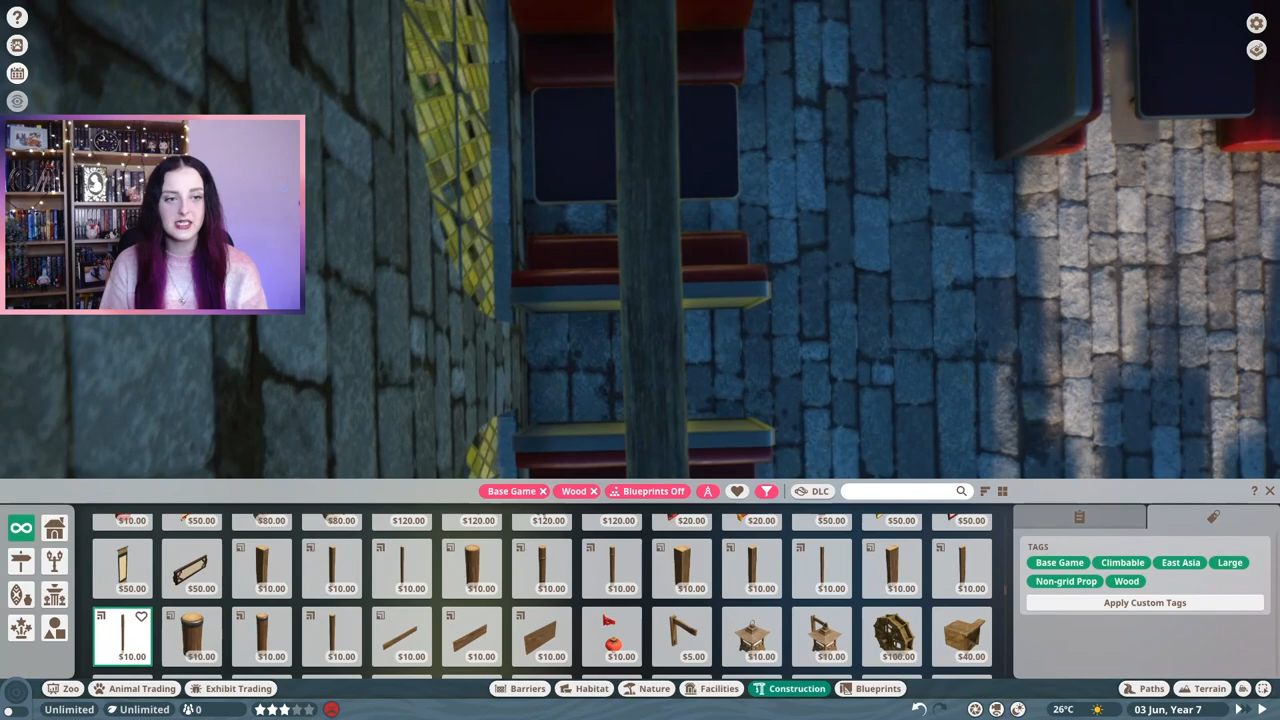 ?
Base Game ✕ Wood ✕ Blueprints Off DLC ? ✕
$10.00 $50.00 $80.00 $80.00 $120.00 $120.00 $120.00 $120.00 $20.00 $20.00 $50.00 $50.00 $50.00
$50.00 $50.00 $10.00 $10.00 $10.00 $10.00 $10.00 $10.00 $10.00 $10.00 $10.00 $10.00 $10.00
$10.00 $10.00 $10.00 $10.00 $10.00 $10.00 $10.00 $10.00 $5.00 $10.00 $10.00 $100.00 $40.00
TAGS
Base Game Climbable East Asia Large
Non-grid Prop Wood
Apply Custom Tags
Zoo Animal Trading Exhibit Trading Barriers Habitat Nature Facilities Construction Blueprints Paths Terrain
Unlimited Unlimited 0 26°C 03 Jun, Year 7